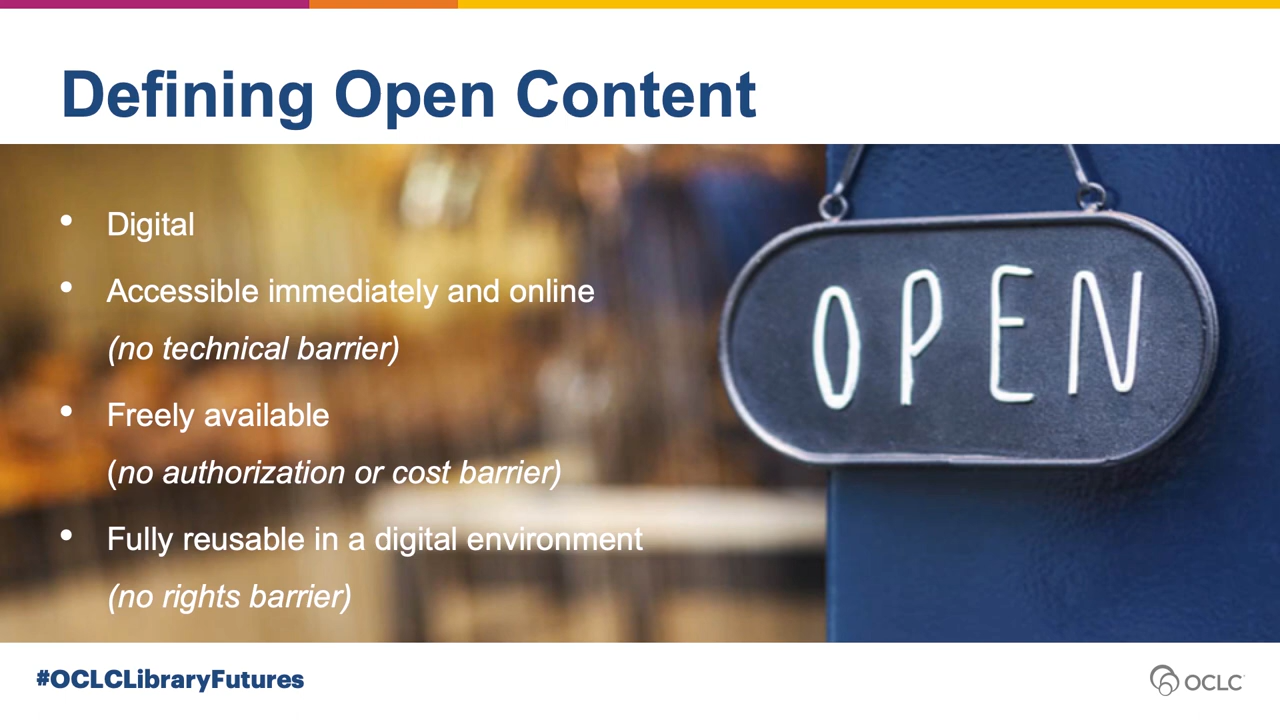 Defining Open Content
• Digital
• Accessible immediately and online
(no technical barrier)
• Freely available
(no authorization or cost barrier)
• Fully reusable in a digital environment
(no rights barrier)
OPEN
#OCLCLibraryFutures
OCLC